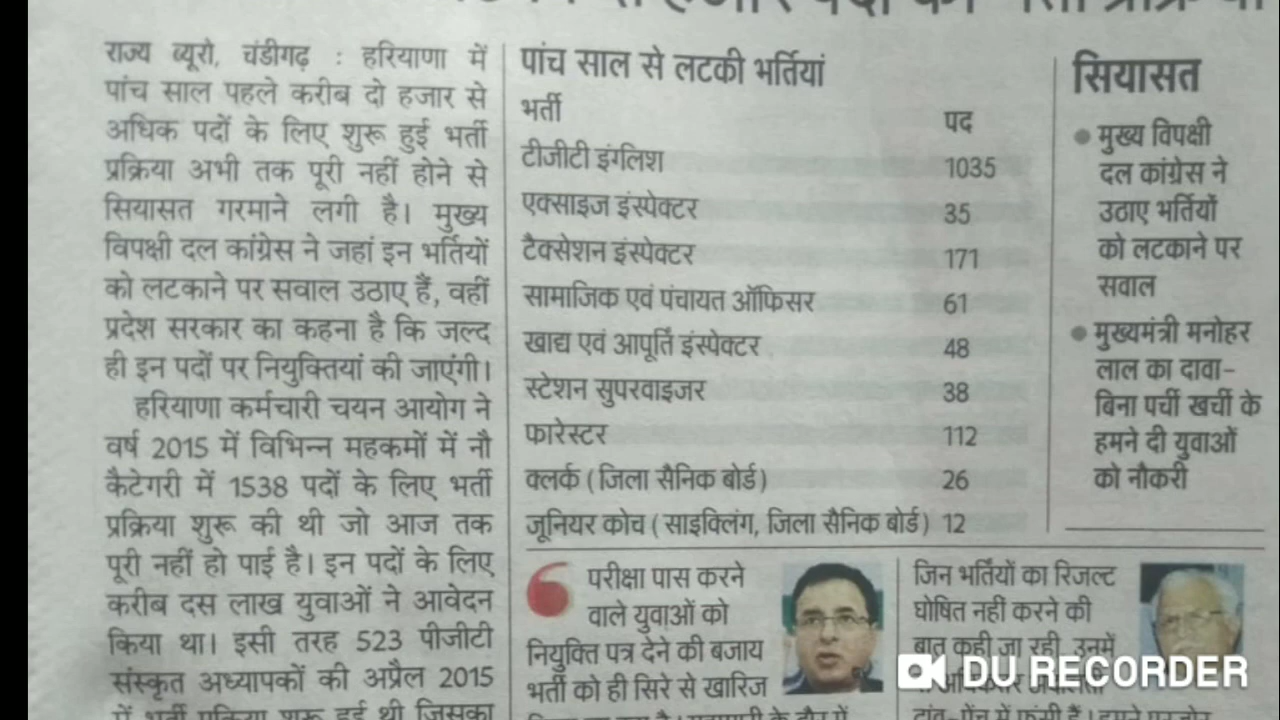 राज्य ब्यूरो, चंडीगढ़ : हरियाणा में
पांच साल पहले करीब दो हजार से
अधिक पदों के लिए शुरू हुई भर्ती
प्रक्रिया अभी तक पूरी नहीं होने से
सियासत गरमाने लगी है। मुख्य
विपक्षी दल कांग्रेस ने जहां इन भर्तियों
को लटकाने पर सवाल उठाए हैं, वहीं
प्रदेश सरकार का कहना है कि जल्द
ही इन पदों पर नियुक्तियां की जाएंगी।
हरियाणा कर्मचारी चयन आयोग ने
वर्ष 2015 में विभिन्न महकमों में नौ
कैटेगरी में 1538 पदों के लिए भर्ती
प्रक्रिया शुरू की थी जो आज तक
पूरी नहीं हो पाई है। इन पदों के लिए
करीब दस लाख युवाओं ने आवेदन
किया था। इसी तरह 523 पीजीटी
संस्कृत अध्यापकों की अप्रैल 2015
में भर्ती प्रक्रिया शुरू हुई थी जिसका
पांच साल से लटकी भर्तियां
भर्ती पद
टीजीटी इंगलिश 1035
एक्साइज इंस्पेक्टर 35
टैक्सेशन इंस्पेक्टर 171
सामाजिक एवं पंचायत ऑफिसर 61
खाद्य एवं आपूर्ति इंस्पेक्टर 48
स्टेशन सुपरवाइजर 38
फारेस्टर 112
क्लर्क (जिला सैनिक बोर्ड) 26
जूनियर कोच (साइक्लिंग, जिला सैनिक बोर्ड) 12
सियासत
मुख्य विपक्षी
दल कांग्रेस ने
उठाए भर्तियों
को लटकाने पर
सवाल
मुख्यमंत्री मनोहर
लाल का दावा-
बिना पर्ची खर्ची के
हमने दी युवाओं
को नौकरी
परीक्षा पास करने
वाले युवाओं को
नियुक्ति पत्र देने की बजाय
भर्ती को ही सिरे से खारिज
जिन भर्तियों का रिजल्ट
घोषित नहीं करने की
बात कही जा रही, उनमें
DU RECORDER